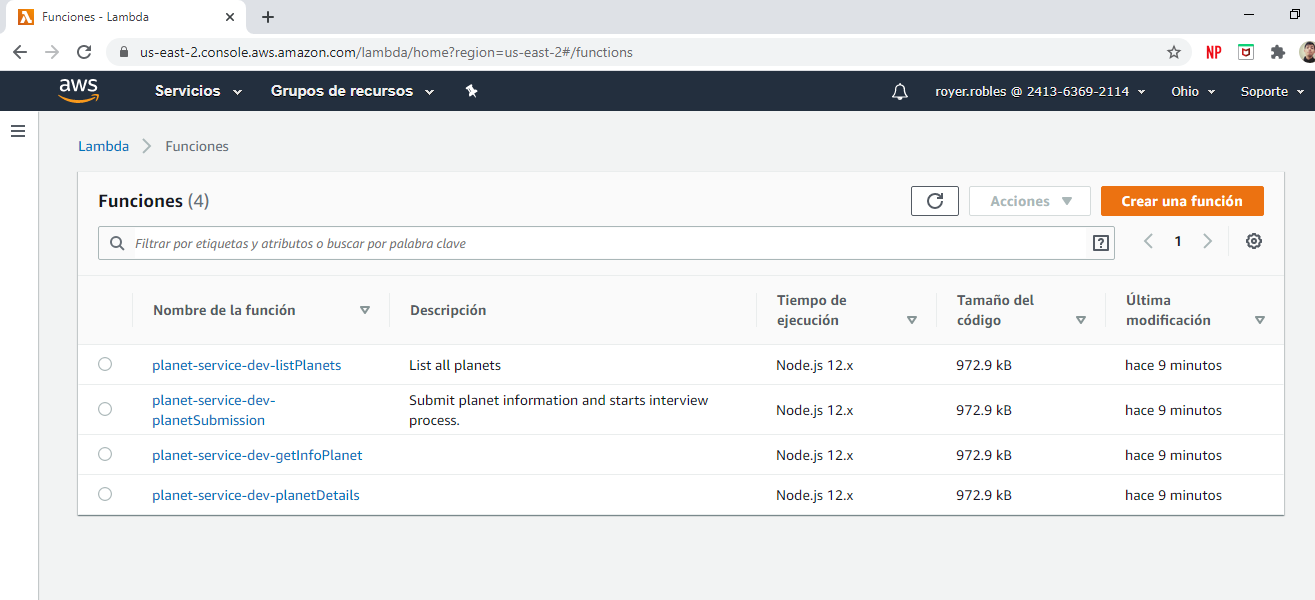 Funciones - Lambda
us-east-2.console.aws.amazon.com/lambda/home?region=us-east-2#/functions
NP
aws
Servicios
Grupos de recursos
royer.robles @ 2413-6369-2114
Ohio
Soporte
Lambda
Funciones
Funciones (4)
Acciones
Crear una función
Filtrar por etiquetas y atributos o buscar por palabra clave
?
1
Nombre de la función
Descripción
Tiempo de
ejecución
Tamaño del
código
Última
modificación
planet-service-dev-listPlanets
List all planets
Node.js 12.x
972.9 kB
hace 9 minutos
planet-service-dev-
planetSubmission
Submit planet information and starts interview
process.
Node.js 12.x
972.9 kB
hace 9 minutos
planet-service-dev-getInfoPlanet
Node.js 12.x
972.9 kB
hace 9 minutos
planet-service-dev-planetDetails
Node.js 12.x
972.9 kB
hace 9 minutos